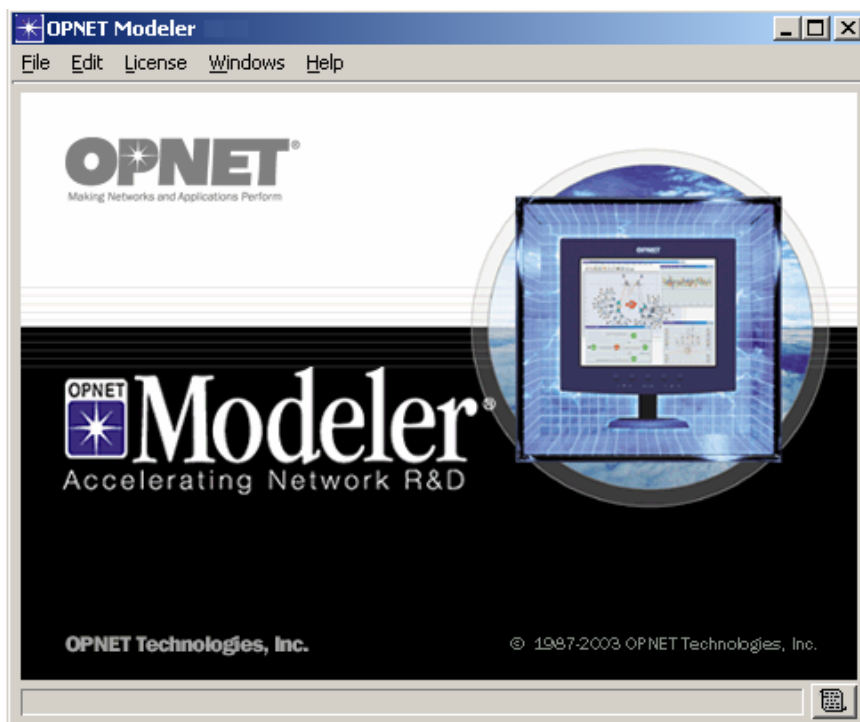 OPNET Modeler
File Edit License Windows Help
OPNET®
Making Networks and Applications Perform
OPNET
OPNET
Modeler®
Accelerating Network R&D
OPNET Technologies, Inc.
© 1987-2003 OPNET Technologies, Inc.